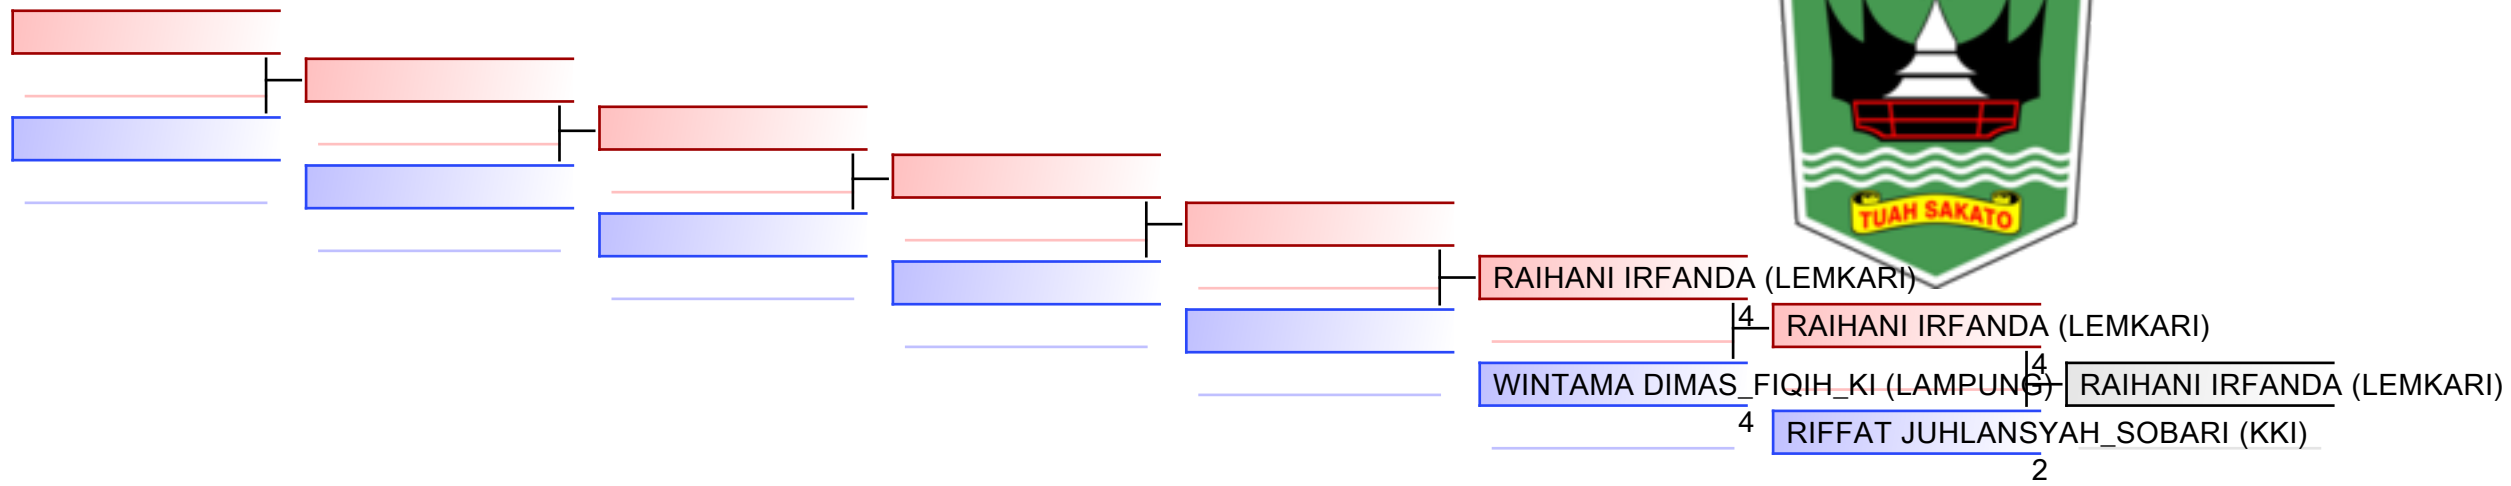 TUAH SAKATO
RAIHANI IRFANDA (LEMKARI)
4
RAIHANI IRFANDA (LEMKARI)
4
WINTAMA DIMAS_FIQIH_KI (LAMPUNG)
RAIHANI IRFANDA (LEMKARI)
4
RIFFAT JUHLANSYAH_SOBARI (KKI)
2